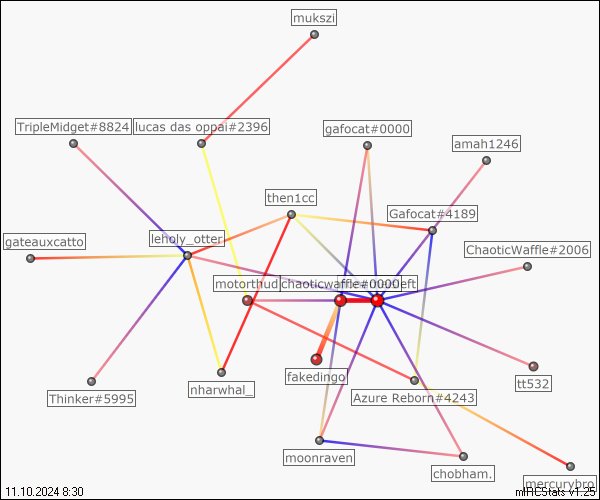 mukszi
TripleMidget#8824
lucas das oppai#2396
gafocat#0000
amah1246
then1cc
Gafocat#4189
gateauxcatto
leholy_otter
ChaoticWaffle#2006
motorthud
chaoticwaffle#0000
left
fakedingo
tt532
nharwhal_
Thinker#5995
Azure Reborn#4243
moonraven
chobham.
mercurybro
11.10.2024 8:30
mIRCStats v1.25